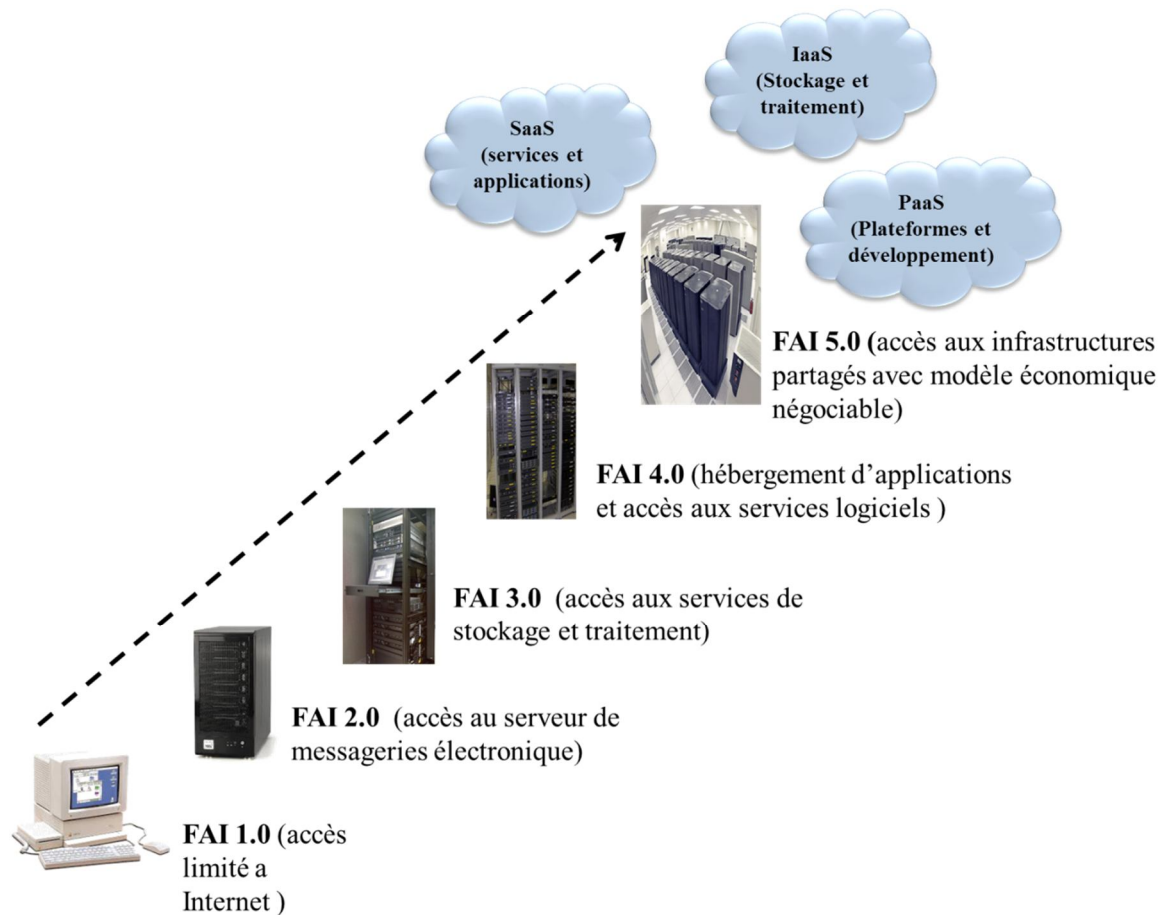 IaaS
(Stockage et
traitement)
SaaS
(services et
applications)
PaaS
(Plateformes et
développement)
FAI 5.0 (accès aux infrastructures
partagés avec modèle économique
négociable)
FAI 4.0 (hébergement d’applications
et accès aux services logiciels )
FAI 3.0 (accès aux services de
stockage et traitement)
FAI 2.0 (accès au serveur de
messageries électronique)
FAI 1.0 (accès
limité a
Internet )